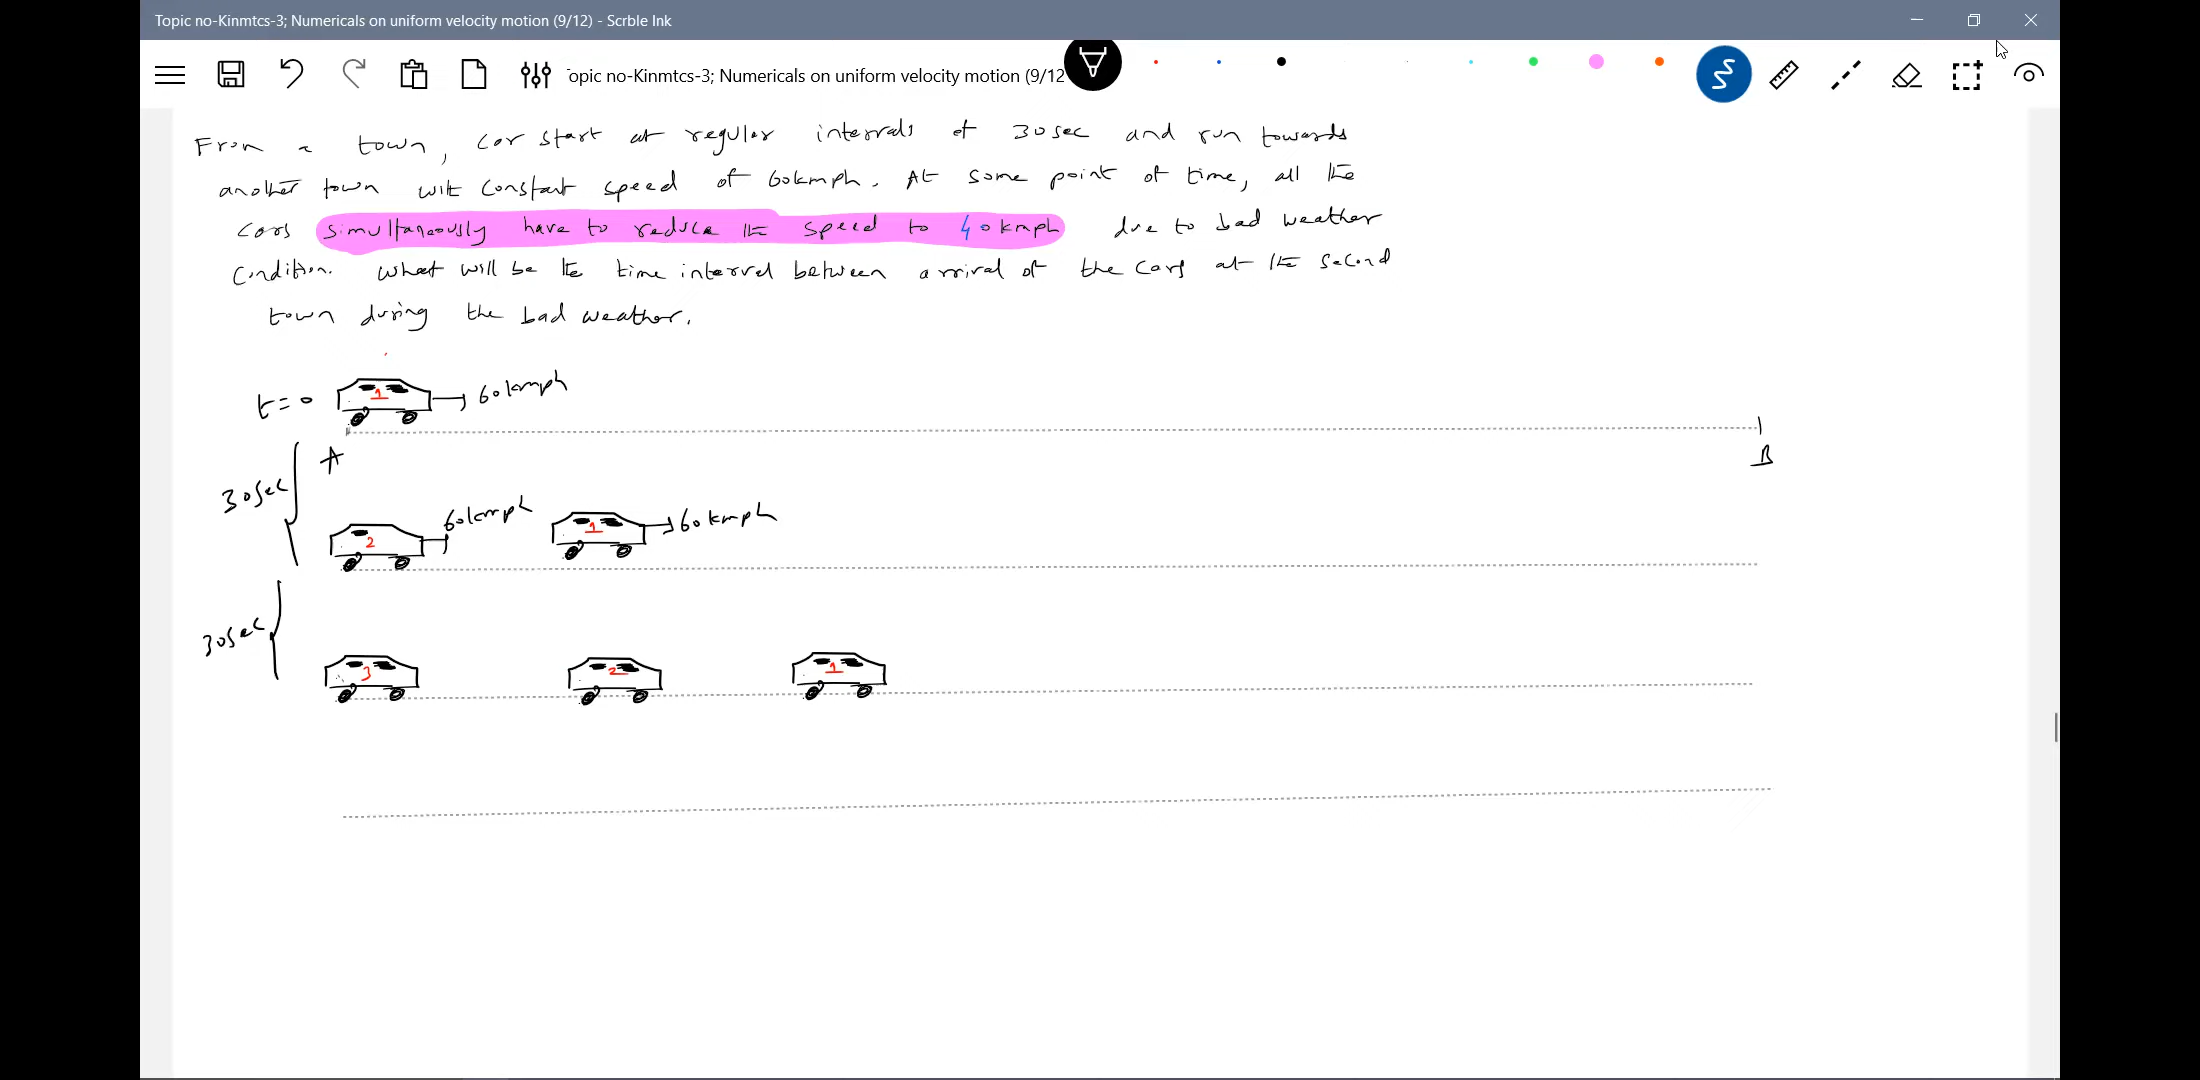 Topic no-Kinmtcs-3; Numericals on uniform velocity motion (9/12) - Scrble Ink
Topic no-Kinmtcs-3; Numericals on uniform velocity motion (9/12
From a town, car start at regular intervals of 30sec and run towards
another town with constant speed of 60kmph. At some point of time, all the
cars simultaneously have to reduce the speed to 40kmph due to bad weather
condition. What will be the time interval between arrival of the cars at the second
town during the bad weather.
t=0 1 60kmph
A B
30sec
2 60kmph 1 60kmph
30sec
3 2 1